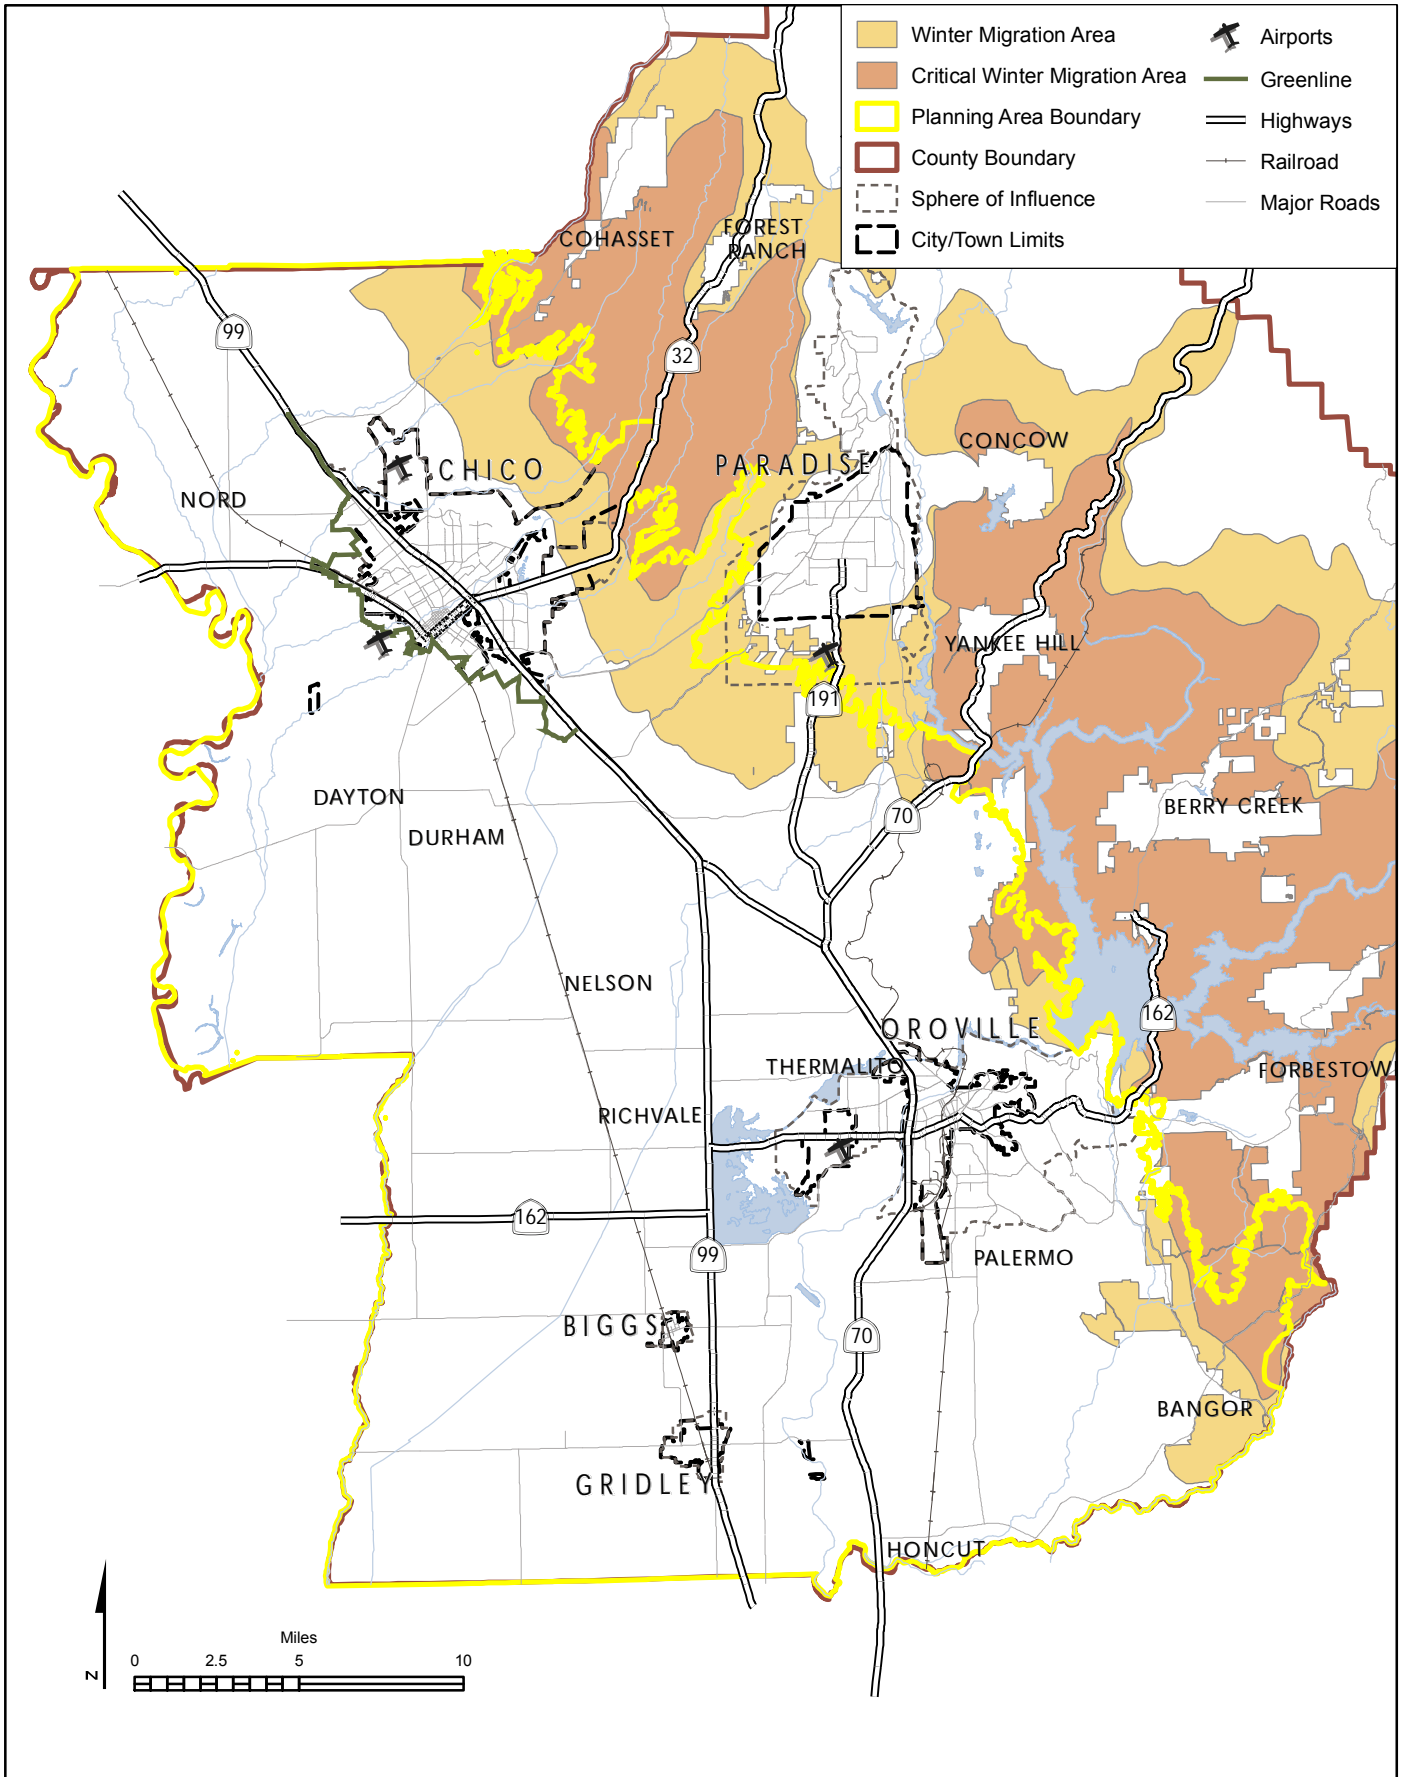 Winter Migration Area
Critical Winter Migration Area
Planning Area Boundary
County Boundary
Sphere of Influence
City/Town Limits
Airports
Greenline
Highways
Railroad
Major Roads
COHASSET
FOREST
RANCH
99
32
CONCOW
PARADISE
CHICO
NORD
YANKEE HILL
191
DAYTON
BERRY CREEK
70
DURHAM
NELSON
162
OROVILLE
THERMALITO
FORBESTOWN
RICHVALE
162
99
PALERMO
BIGGS
70
BANGOR
GRIDLEY
HONCUT
Miles
0 2.5 5 10
N